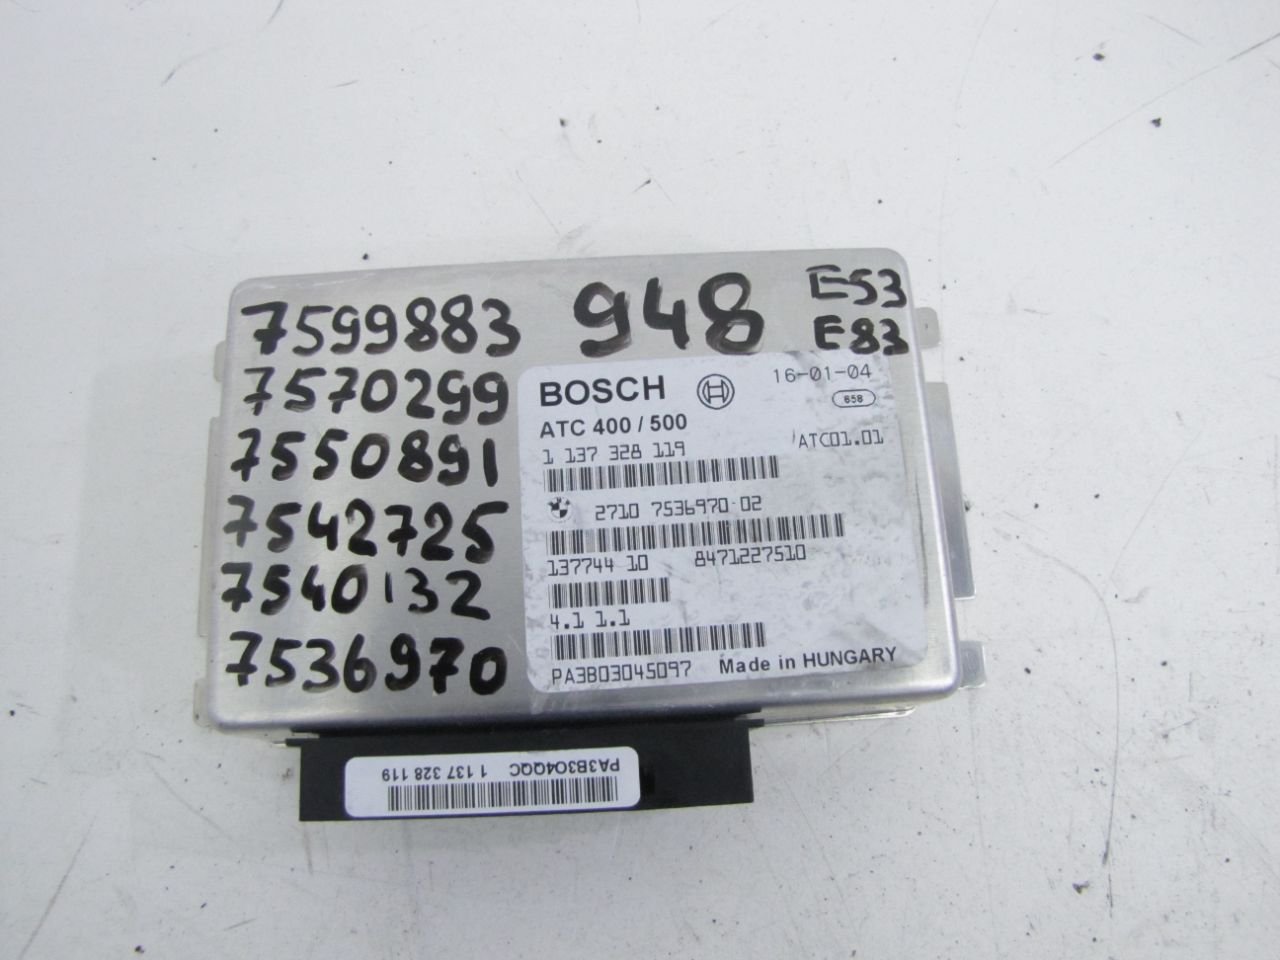 7599883 948 E53
E83
7570299
7550891
7542725
7540132
7536970
BOSCH 16-01-04
658
ATC 400 / 500
1 137 328 119 ATC01.01
2710 7536970-02
137744 10 8471227510
4.1 1.1
PA3B03045097 Made in HUNGARY
PA3B3O4QQC 1 137 328 119